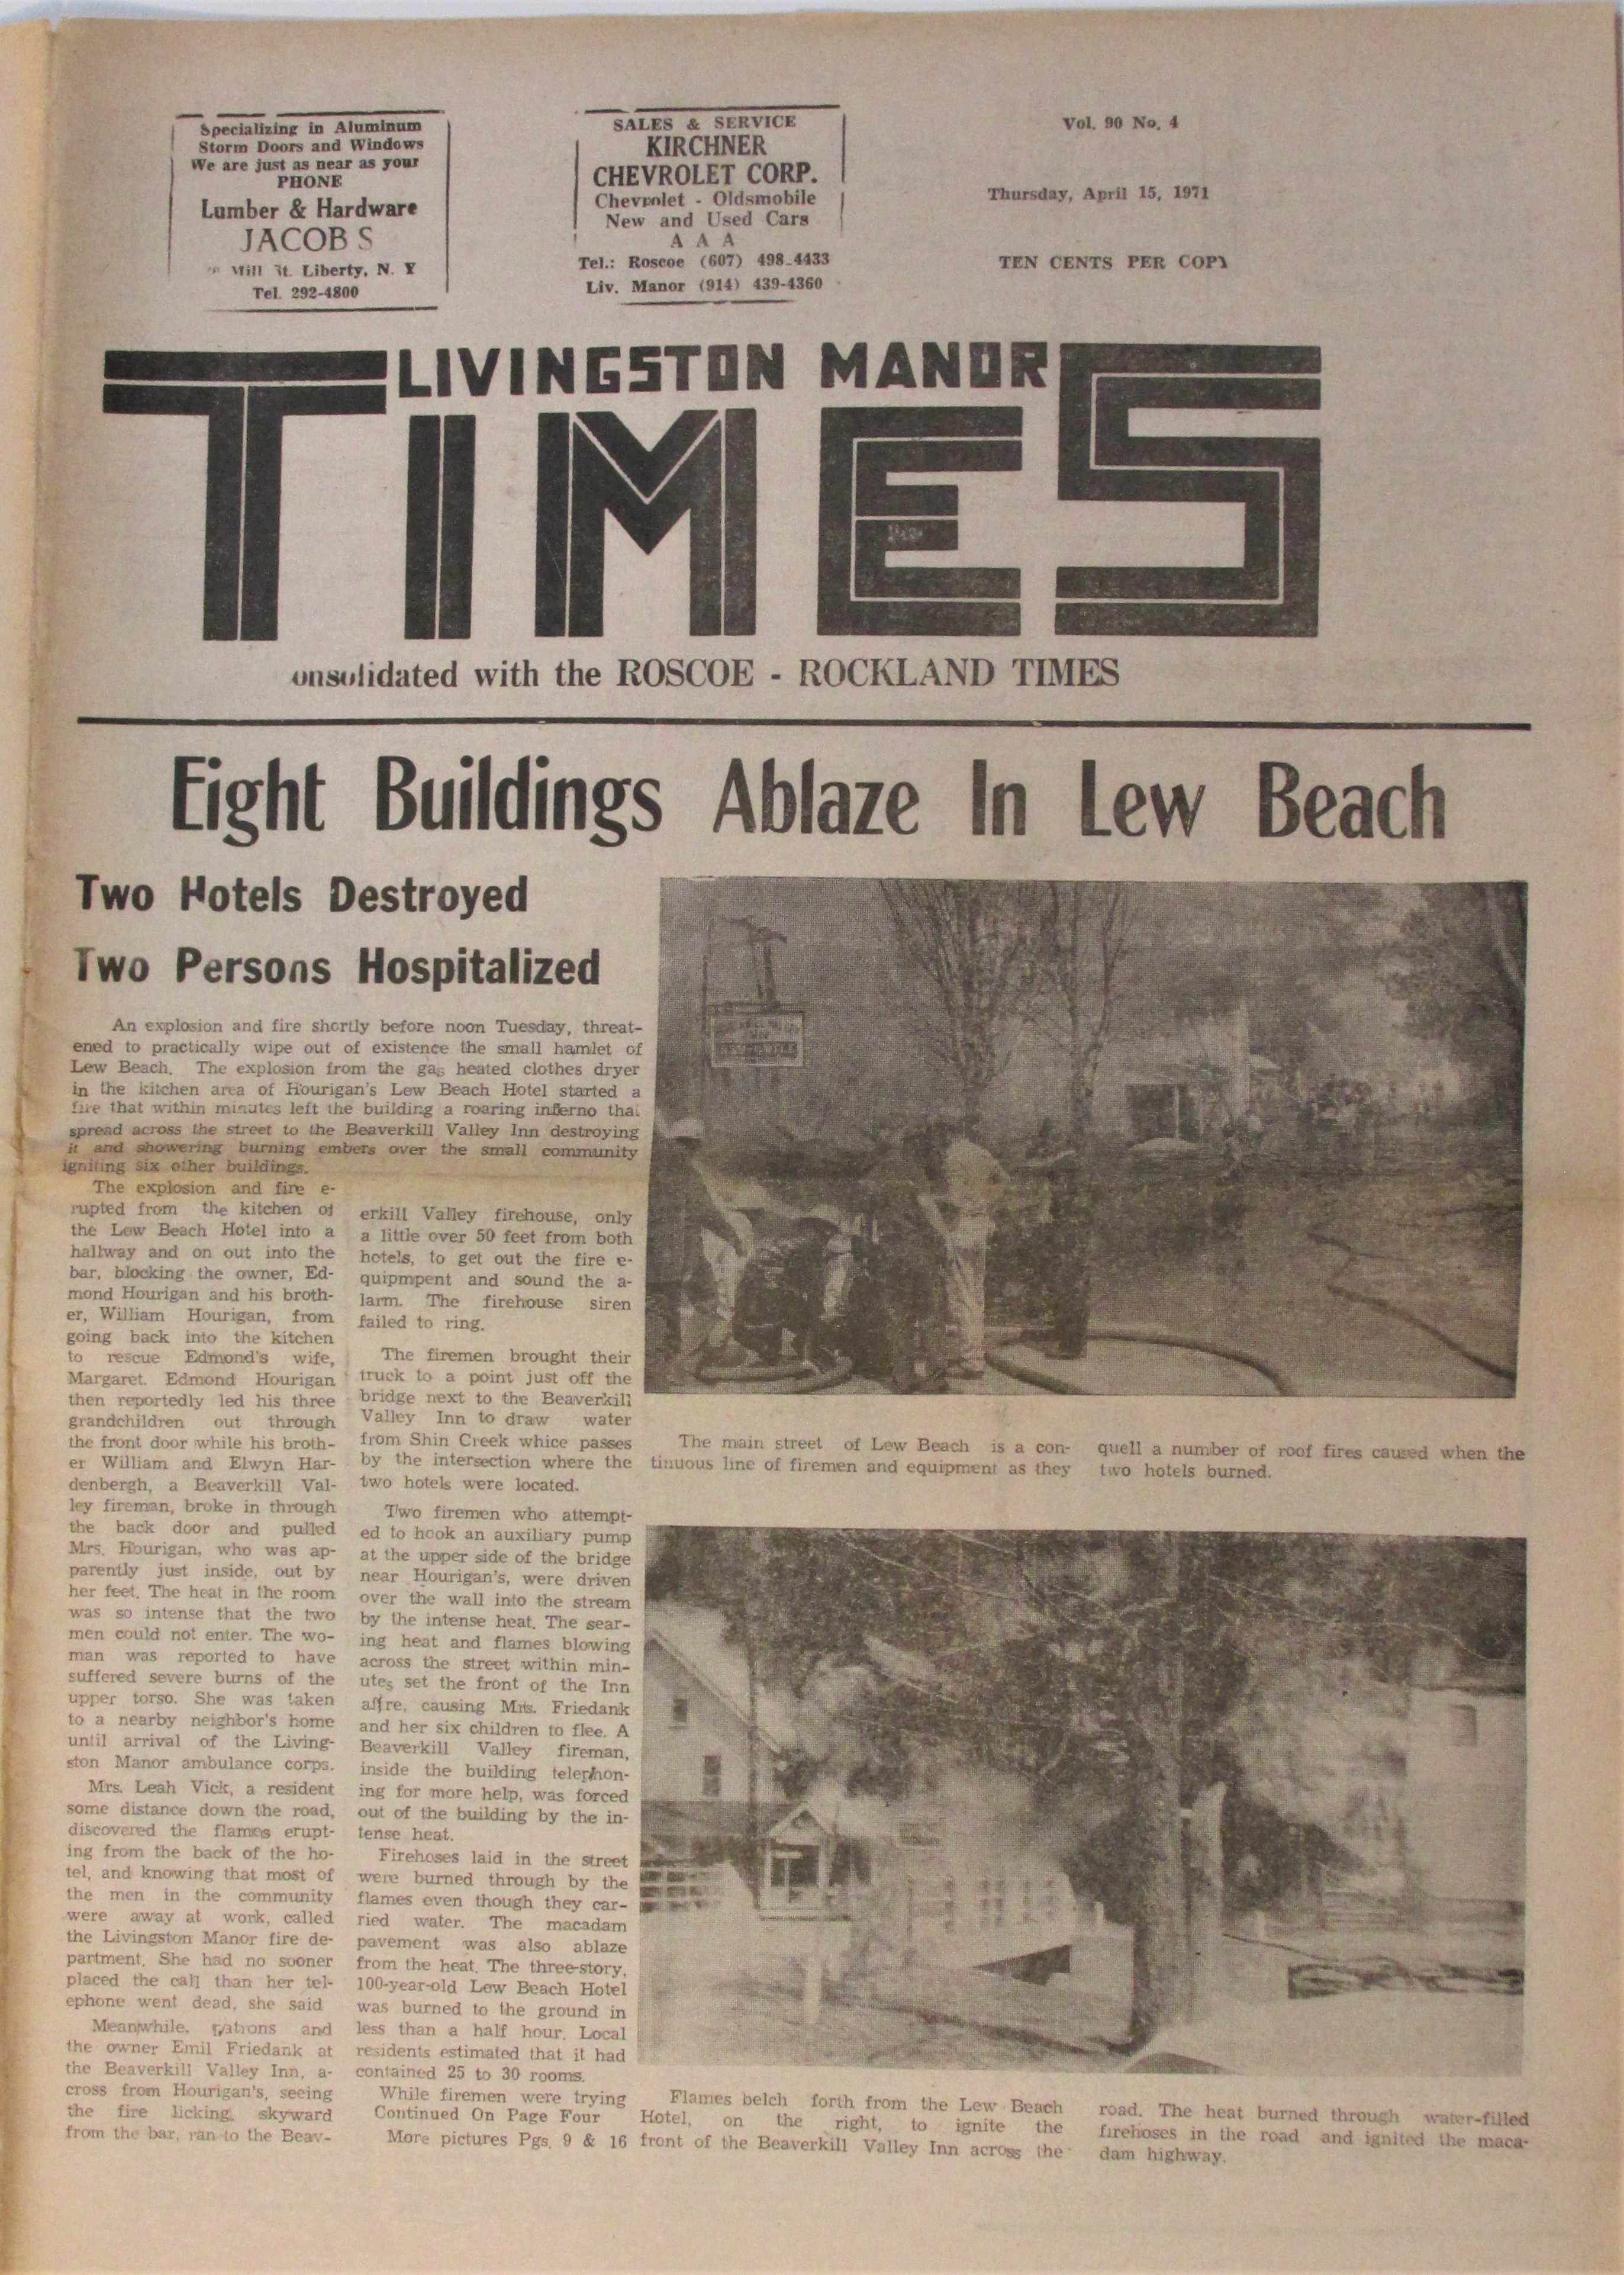 Specializing in Aluminum
Storm Doors and Windows
We are just as near as your
PHONE
Lumber & Hardware
JACOBS
Mill St. Liberty, N. Y
Tel. 292-4800
SALES & SERVICE
KIRCHNER
CHEVROLET CORP.
Chevrolet - Oldsmobile
New and Used Cars
A A A
Tel.: Roscoe (607) 498-4433
Liv. Manor (914) 439-4360
Vol. 90 No. 4
Thursday, April 15, 1971
TEN CENTS PER COPY
LIVINGSTON MANOR
TIMES
onsolidated with the ROSCOE - ROCKLAND TIMES
Eight Buildings Ablaze In Lew Beach
Two Hotels Destroyed
Two Persons Hospitalized
An explosion and fire shortly before noon Tuesday, threat-
ened to practically wipe out of existence the small hamlet of
Lew Beach. The explosion from the gas heated clothes dryer
in the kitchen area of Hourigan's Lew Beach Hotel started a
fire that within minutes left the building a roaring inferno that
spread across the street to the Beaverkill Valley Inn destroying
it and showering burning embers over the small community
igniting six other buildings.
The explosion and fire e-
rupted from the kitchen of
the Lew Beach Hotel into a
hallway and on out into the
bar, blocking the owner, Ed-
mond Hourigan and his broth-
er, William Hourigan, from
going back into the kitchen
to rescue Edmond's wife,
Margaret. Edmond Hourigan
then reportedly led his three
grandchildren out through
the front door while his broth-
er William and Elwyn Har-
denbergh, a Beaverkill Val-
ley fireman, broke in through
the back door and pulled
Mrs. Hourigan, who was ap-
parently just inside, out by
her feet. The heat in the room
was so intense that the two
men could not enter. The wo-
man was reported to have
suffered severe burns of the
upper torso. She was taken
to a nearby neighbor's home
until arrival of the Living-
ston Manor ambulance corps.
Mrs. Leah Vick, a resident
some distance down the road,
discovered the flames erupt-
ing from the back of the ho-
tel, and knowing that most of
the men in the community
were away at work, called
the Livingston Manor fire de-
partment. She had no sooner
placed the call than her tel-
ephone went dead, she said
Meanwhile, patrons and
the owner Emil Friedank at
the Beaverkill Valley Inn, a-
cross from Hourigan's, seeing
the fire licking skyward
from the bar, ran to the Beav-
erkill Valley firehouse, only
a little over 50 feet from both
hotels, to get out the fire e-
quipmpent and sound the a-
larm. The firehouse siren
failed to ring.
The firemen brought their
truck to a point just off the
bridge next to the Beaverkill
Valley Inn to draw water
from Shin Creek whice passes
by the intersection where the
two hotels were located.
Two firemen who attempt-
ed to hook an auxiliary pump
at the upper side of the bridge
near Hourigan's, were driven
over the wall into the stream
by the intense heat. The sear-
ing heat and flames blowing
across the street within min-
utes set the front of the Inn
affre, causing Mrs. Friedank
and her six children to flee. A
Beaverkill Valley fireman,
inside the building telephon-
ing for more help, was forced
out of the building by the in-
tense heat.
Firehoses laid in the street
were burned through by the
flames even though they car-
ried water. The macadam
pavement was also ablaze
from the heat. The three-story,
100-year-old Lew Beach Hotel
was burned to the ground in
less than a half hour. Local
residents estimated that it had
contained 25 to 30 rooms.
While firemen were trying
Continued On Page Four
More pictures Pgs. 9 & 16
The main street of Lew Beach is a con-
tinuous line of firemen and equipment as they
quell a number of roof fires caused when the
two hotels burned.
Flames belch forth from the Lew Beach
Hotel, on the right, to ignite the
front of the Beaverkill Valley Inn across the
road. The heat burned through water-filled
firehoses in the road and ignited the maca-
dam highway.